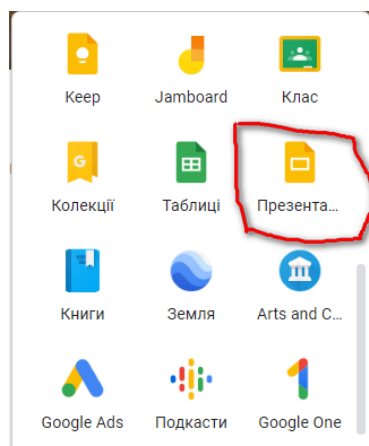 Keep Jamboard Клас
G
Колекції Таблиці Презента...
Книги Земля Arts and C...
Google Ads Подкасти Google One